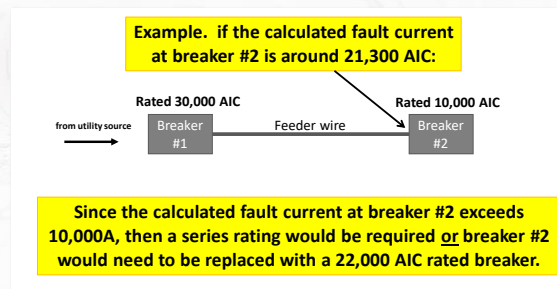 Example. if the calculated fault current
at breaker #2 is around 21,300 AIC:
Rated 30,000 AIC
Rated 10,000 AIC
from utility source
Breaker
#1
Feeder wire
Breaker
#2
Since the calculated fault current at breaker #2 exceeds
10,000A, then a series rating would be required or breaker #2
would need to be replaced with a 22,000 AIC rated breaker.